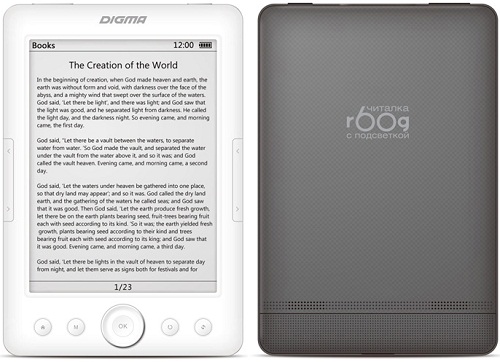 DIGMA
Books 12:00
The Creation of the World
In the beginning of creation, when God made heaven and earth, the
earth was without form and void, with darkness over the face of the
abyss, and a mighty wind that swept over the surface of the waters.
God said, 'Let there be light', and there was light; and God saw that
the light was good, and he separated light from darkness. He called
the light day, and the darkness night. So evening came, and morning
came, the first day.
God said, "Let there be a vault between the waters, to separate
water from water. 'So God made the vault, and separated the water
under the vault from the water above it, and so it was; and God
called the vault heaven. Evening came, and morning came, a second
day.
God said, 'Let the waters under heaven be gathered into one place,
so that dry land may appear'; and so it was. God called the dry land
earth, and the gathering of the waters he called seas; and God saw
that it was good. Then God said, 'Let the earth produce fresh growth,
let there be on the earth plants bearing seed, fruit-trees bearing fruit
each with seed according to its kind. 'So it was; the earth yielded fresh
growth, plants bearing seed according to their kind and trees
bearing fruit each with seed according to its kind; and God saw that
it was good. Evening came, and morning came, a third day.
God said, 'Let there be lights in the vault of heaven to separate day
from night, and let them serve as signs both for festivals and for
1/23
M
OK
читалка
r60g
с подсветкой